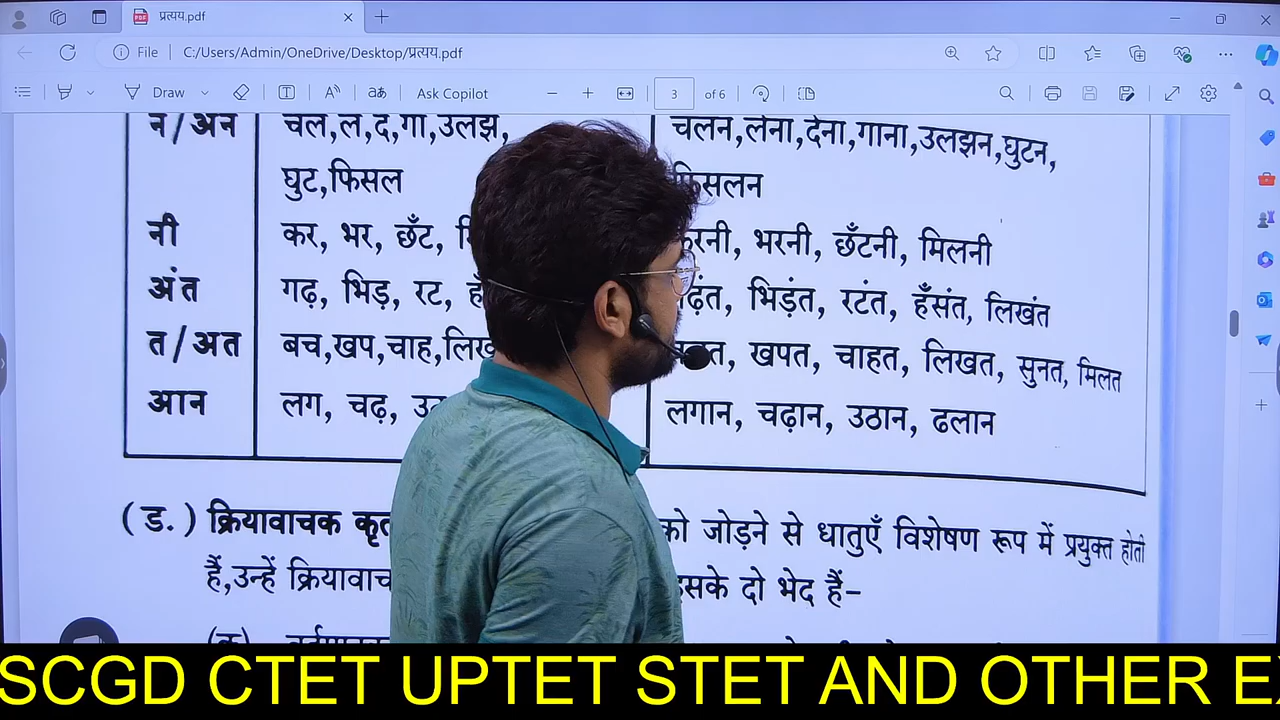 प्रत्यय.pdf
File C:/Users/Admin/OneDrive/Desktop/प्रत्यय.pdf
Draw Ask Copilot 3 of 6
न/अन चल,ल,द,गा,उलझ, चलन,लेना,देना,गाना,उलझन,घुटन,
घुट,फिसल फिसलन
नी कर, भर, छँट, भरनी, छँटनी, मिलनी
अंत गढ़, भिड़, रट, भिड़ंत, रटंत, हँसंत, लिखंत
त/अत बच,खप,चाह,लिख खपत, चाहत, लिखत, सुनत, मिलत
आन लग, चढ़, लगान, चढ़ान, उठान, ढलान
(ड.) क्रियावाचक को जोड़ने से धातुएँ विशेषण रूप में प्रयुक्त होती
हैं,उन्हें इसके दो भेद हैं-
SCGD CTET UPTET STET AND OTHER